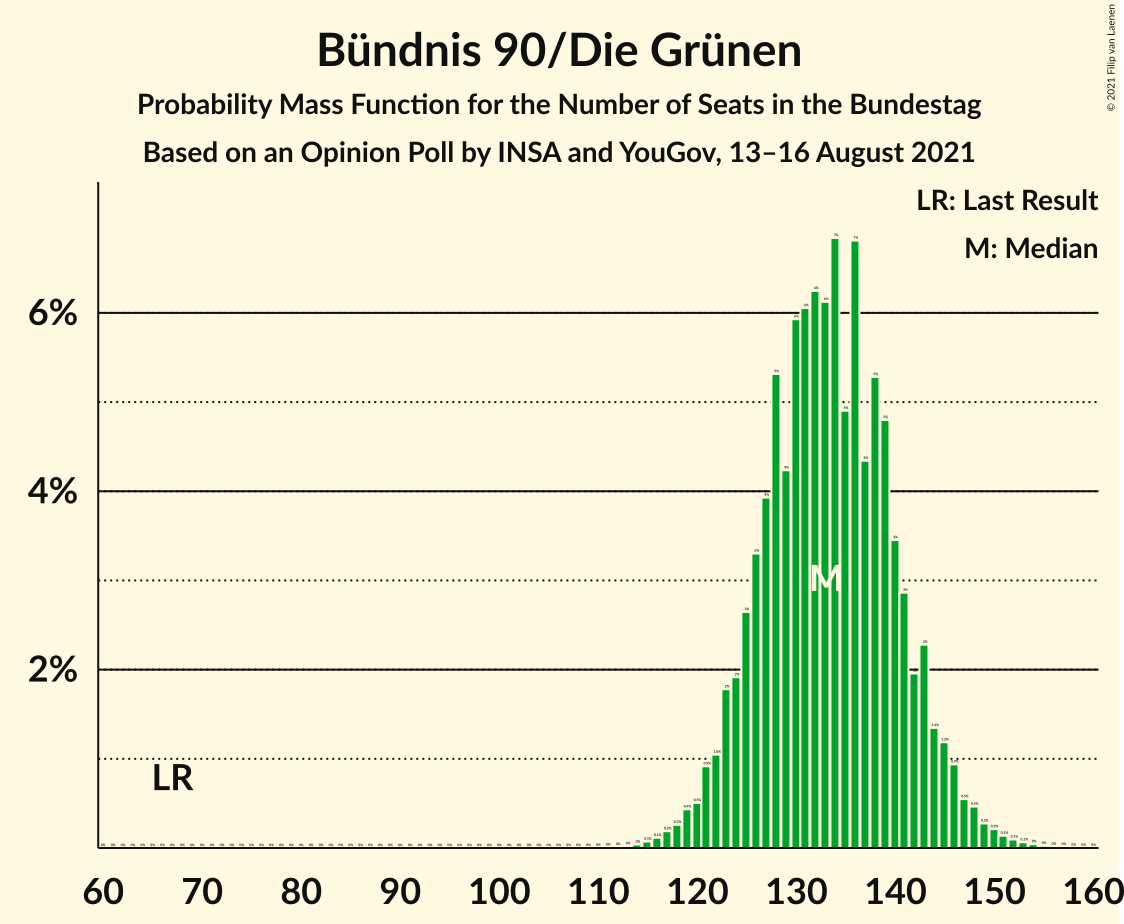 Bündnis 90/Die Grünen
Probability Mass Function for the Number of Seats in the Bundestag
Based on an Opinion Poll by INSA and YouGov, 13–16 August 2021
© 2021 Filip van Laenen
LR: Last Result
M: Median
6%
4%
2%
M
LR
60 70 80 90 100 110 120 130 140 150 160